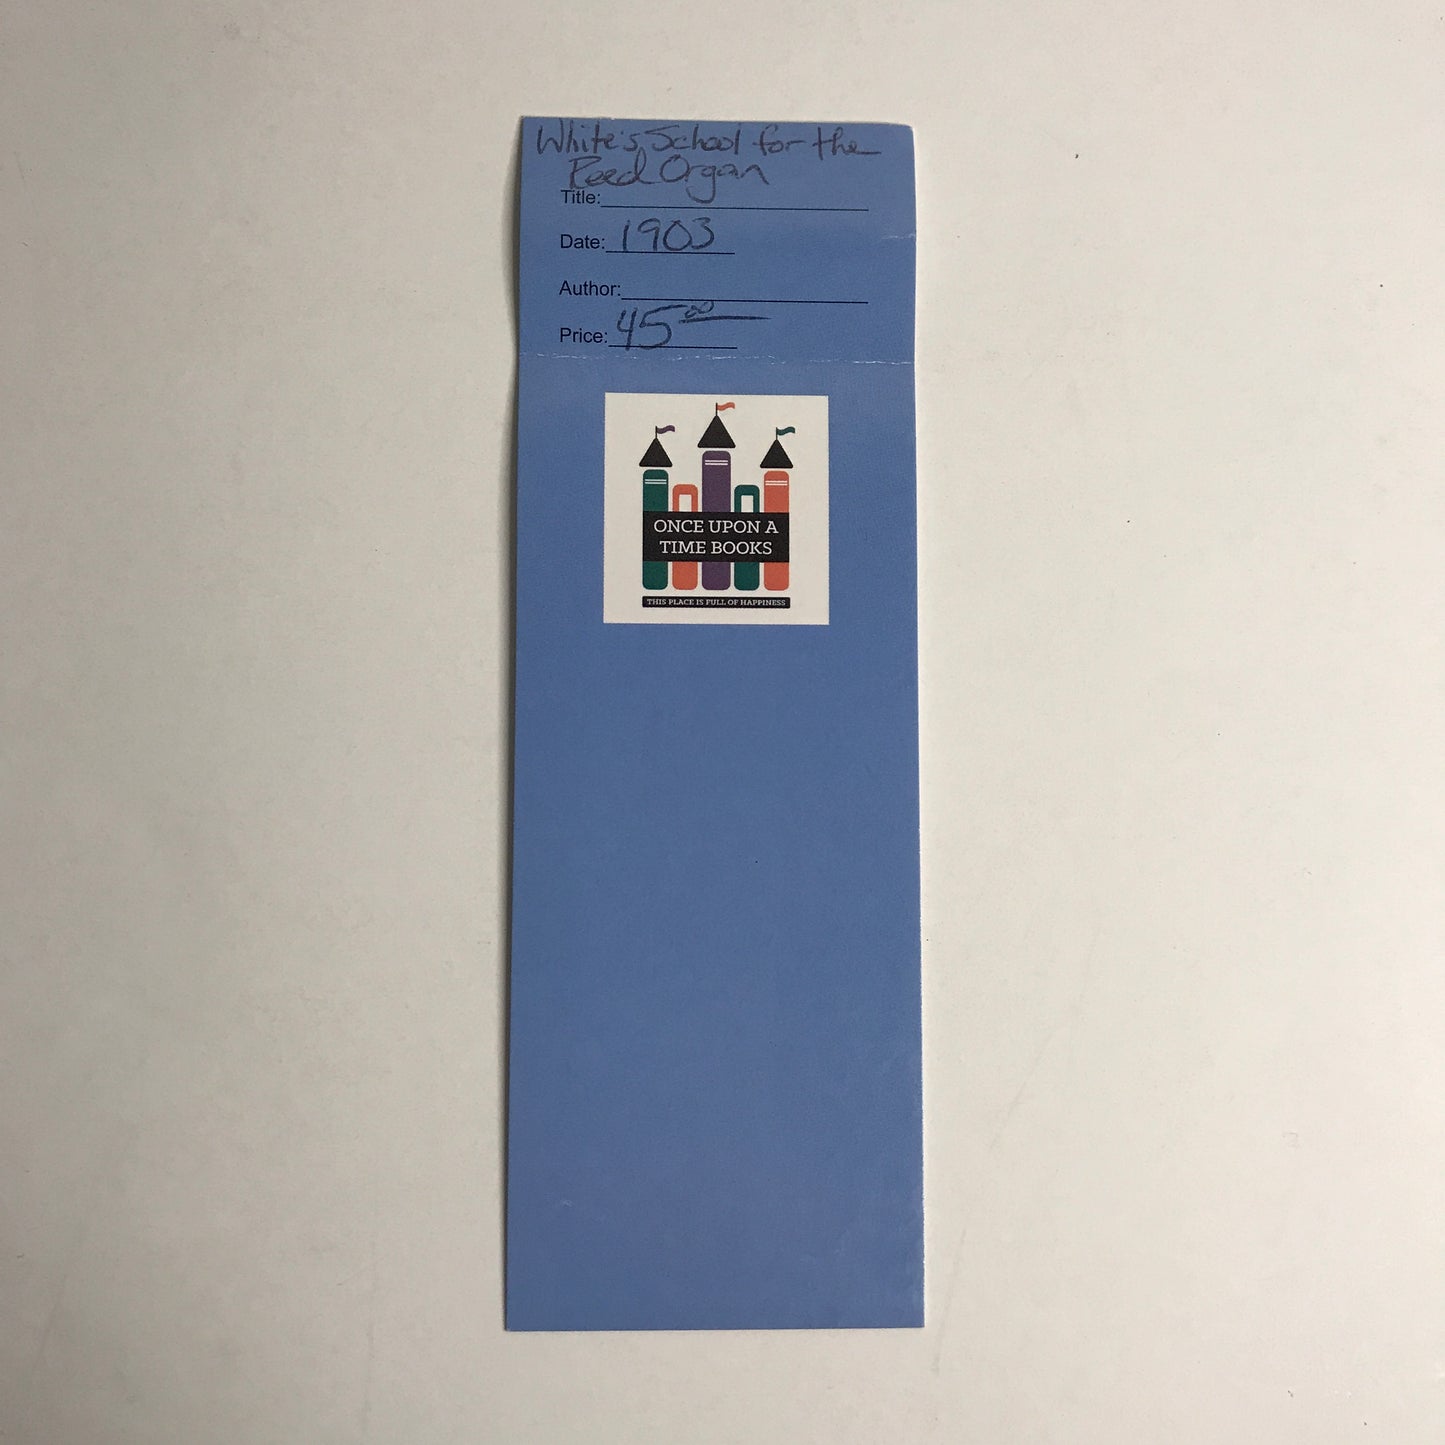 White's School for the
Reed Organ
Title:
Date: 1903
Author:
Price: 45 00
ONCE UPON A
TIME BOOKS
THIS PLACE IS FULL OF HAPPINESS